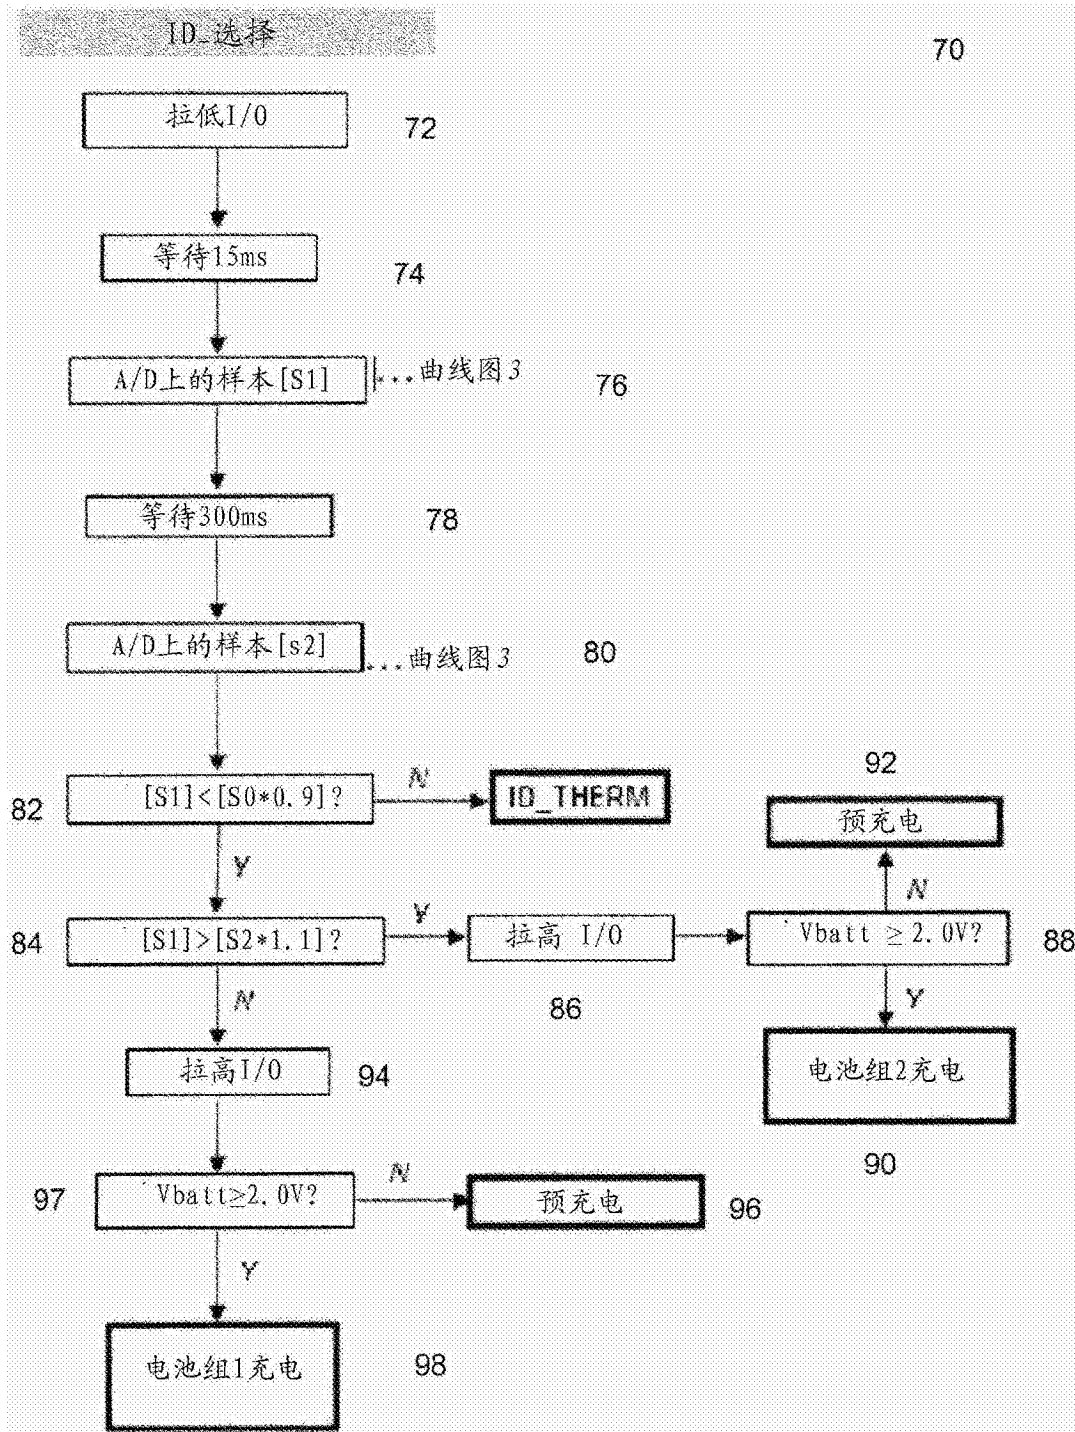 ID_选择
70
拉低I/O
72
等待15ms
74
A/D上的样本[S1]
...曲线图3
76
等待300ms
78
A/D上的样本[s2]
...曲线图3
80
82
[S1]<[S0*0.9]?
N
ID_THERM
92
预充电
Y
N
84
[S1]>[S2*1.1]?
Y
拉高 I/O
Vbatt ≥2.0V?
88
N
86
Y
拉高I/O
94
电池组2充电
90
97
Vbatt≥2.0V?
N
预充电
96
Y
电池组1充电
98